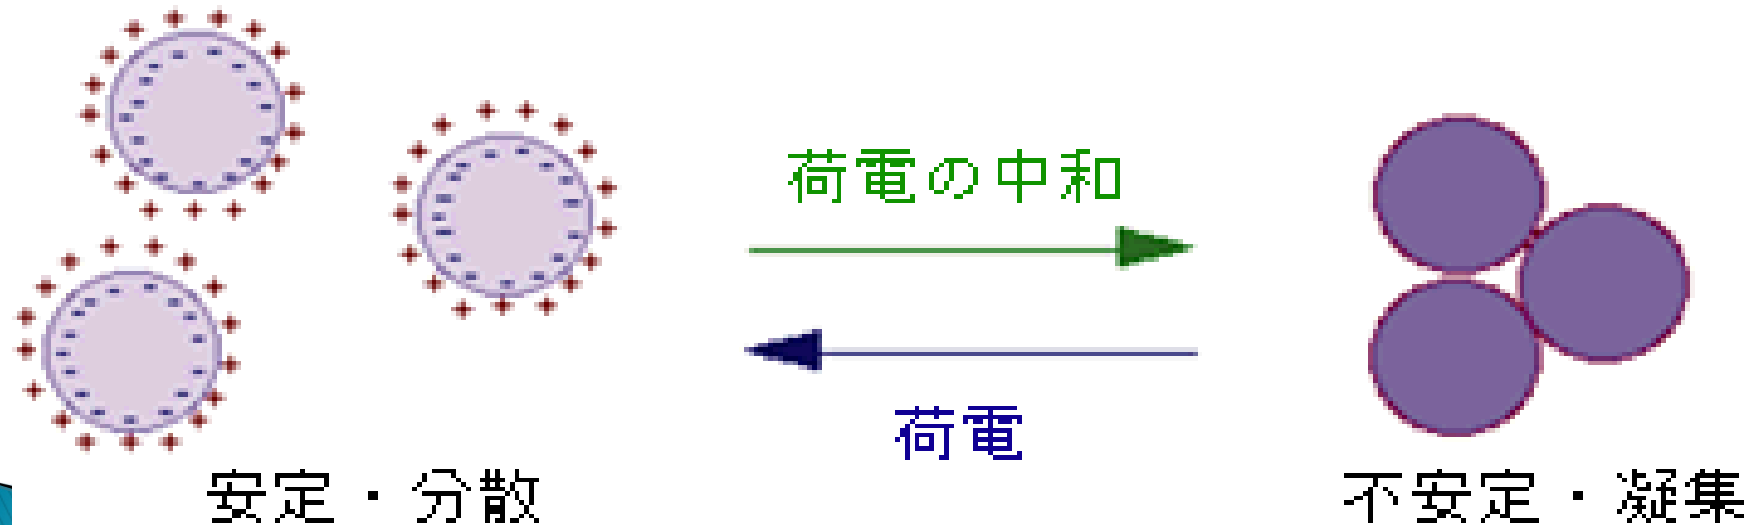 荷電の中和
荷電
安定・分散
不安定・凝集